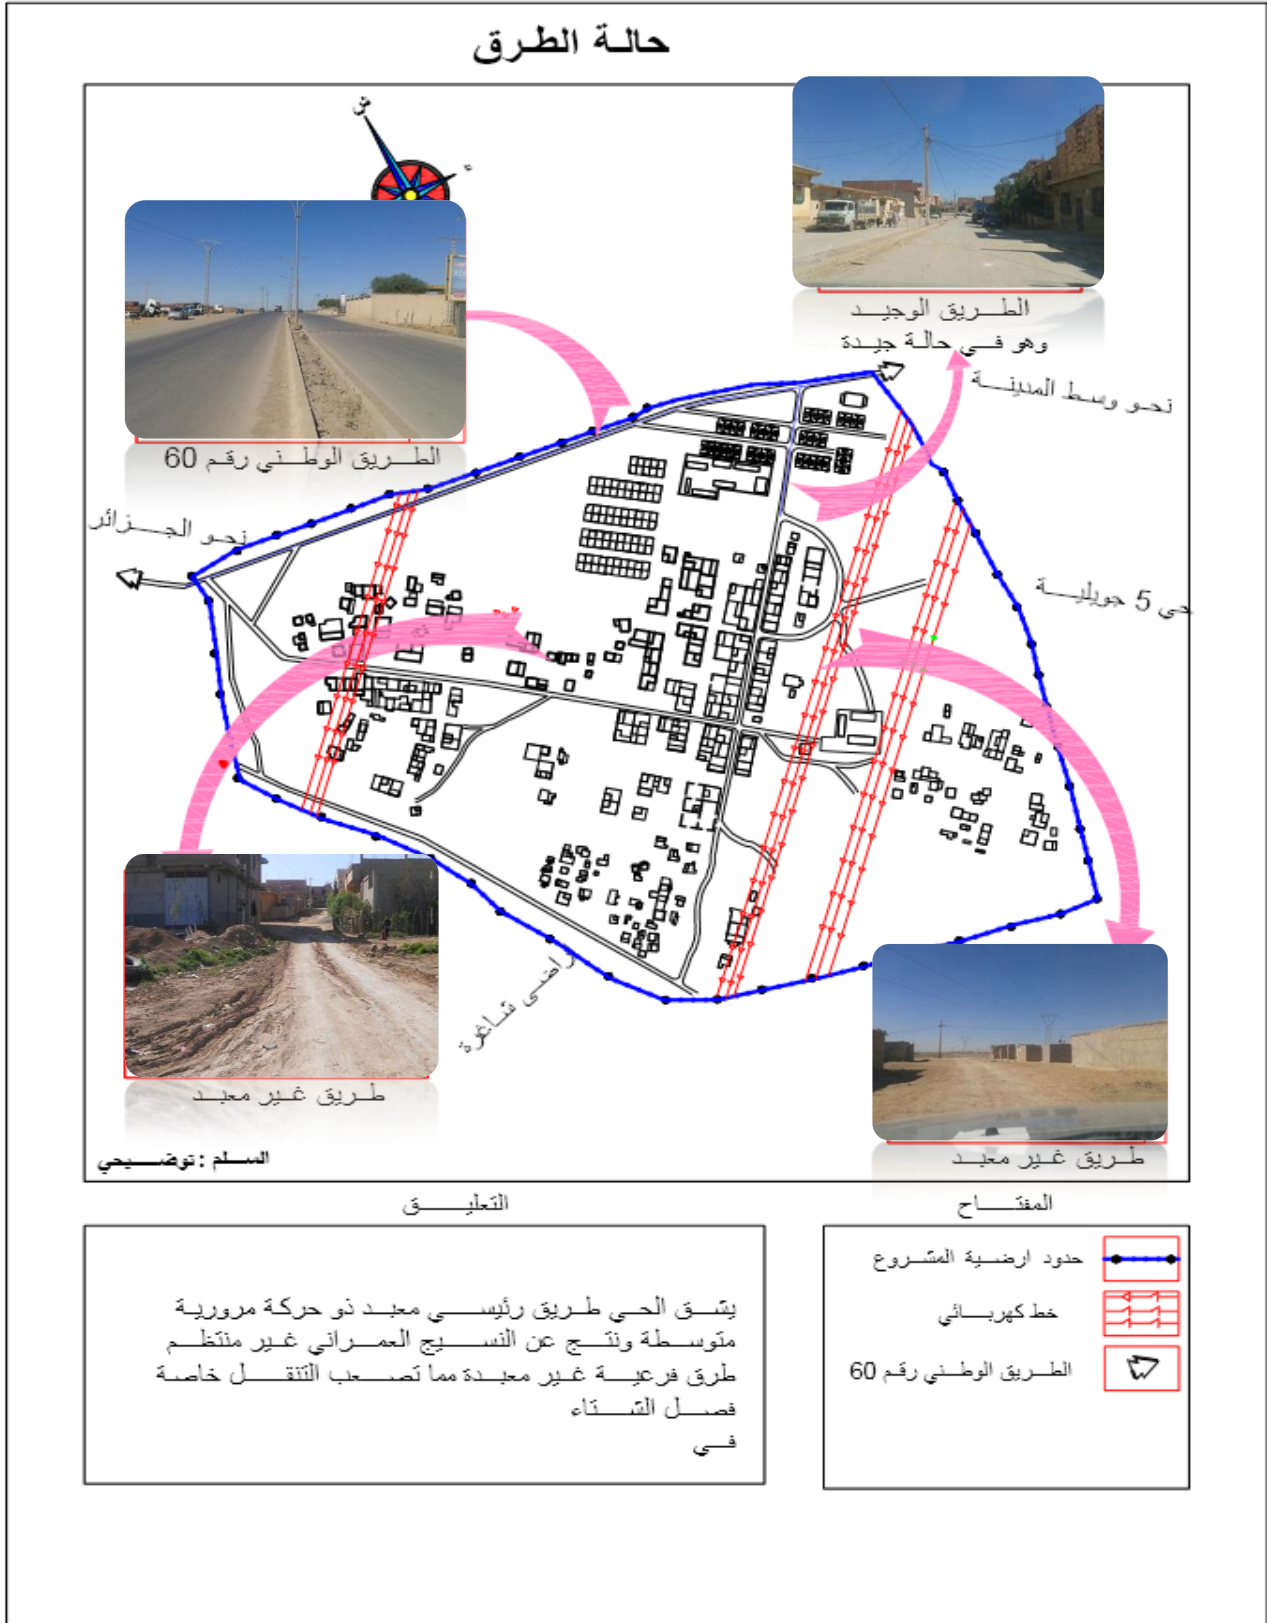 حالة الطرق
ش
الطريق الوجيد
وهو في حالة جيدة
نحو وسط المدينة
الطريق الوطني رقم 60
نحو الجزائر
حي 5 جويلية
راضى شاغرة
طريق غير معبد
طريق غير معبد
السلم : توضيحي
المفتاح
التعليق
حدود ارضية المشروع
خط كهربائي
الطريق الوطني رقم 60
يشق الحي طريق رئيسي معبد ذو حركة مرورية
متوسطة ونتج عن النسيج العمراني غير منتظم
طرق فرعية غير معبدة مما تصعب التنقل خاصة
فصل الشتاء
في